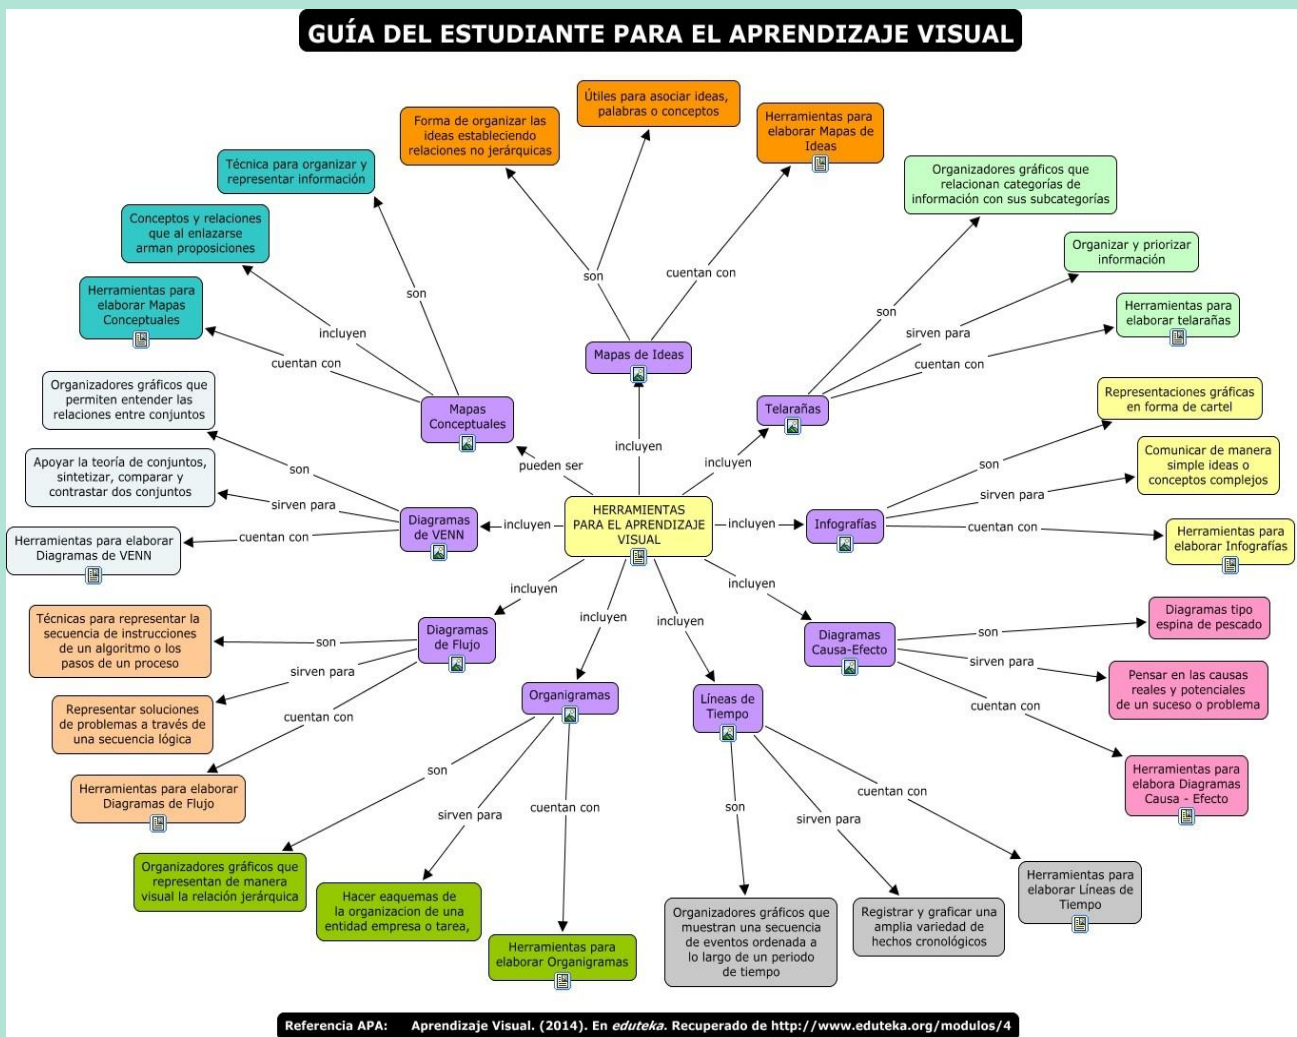 GUÍA DEL ESTUDIANTE PARA EL APRENDIZAJE VISUAL
Útiles para asociar ideas,
palabras o conceptos
Forma de organizar las
ideas estableciendo
relaciones no jerárquicas
Herramientas para
elaborar Mapas de
Ideas
Técnica para organizar y
representar información
Organizadores gráficos que
relacionan categorías de
información con sus subcategorías
Conceptos y relaciones
que al enlazarse
arman proposiciones
Organizar y priorizar
información
Herramientas para
elaborar Mapas
Conceptuales
Herramientas para
elaborar telarañas
son
incluyen
cuentan con
son
cuentan con
son
sirven para
cuentan con
Mapas de Ideas
Mapas
Conceptuales
Telarañas
Organizadores gráficos que
permiten entender las
relaciones entre conjuntos
Representaciones gráficas
en forma de cartel
Apoyar la teoría de conjuntos,
sintetizar, comparar y
contrastar dos conjuntos
Comunicar de manera
simple ideas o
conceptos complejos
Herramientas para elaborar
Diagramas de VENN
Herramientas para
elaborar Infografías
son
sirven para
cuentan con
Diagramas
de VENN
pueden ser
incluyen
incluyen
incluyen
HERRAMIENTAS
PARA EL APRENDIZAJE
VISUAL
incluyen
Infografías
son
sirven para
cuentan con
incluyen
incluyen
incluyen
incluyen
Técnicas para representar la
secuencia de instrucciones
de un algoritmo o los
pasos de un proceso
son
sirven para
cuentan con
Diagramas
de Flujo
Representar soluciones
de problemas a través de
una secuencia lógica
Herramientas para elaborar
Diagramas de Flujo
Diagramas
Causa-Efecto
son
sirven para
cuentan con
Diagramas tipo
espina de pescado
Pensar en las causas
reales y potenciales
de un suceso o problema
Herramientas para
elabora Diagramas
Causa - Efecto
Organigramas
son
sirven para
cuentan con
Organizadores gráficos que
representan de manera
visual la relación jerárquica
Hacer eaquemas de
la organizacion de una
entidad empresa o tarea,
Herramientas para
elaborar Organigramas
Líneas de
Tiempo
son
sirven para
cuentan con
Organizadores gráficos que
muestran una secuencia
de eventos ordenada a
lo largo de un periodo
de tiempo
Registrar y graficar una
amplia variedad de
hechos cronológicos
Herramientas para
elaborar Líneas de
Tiempo
Referencia APA: Aprendizaje Visual. (2014). En eduteka. Recuperado de http://www.eduteka.org/modulos/4